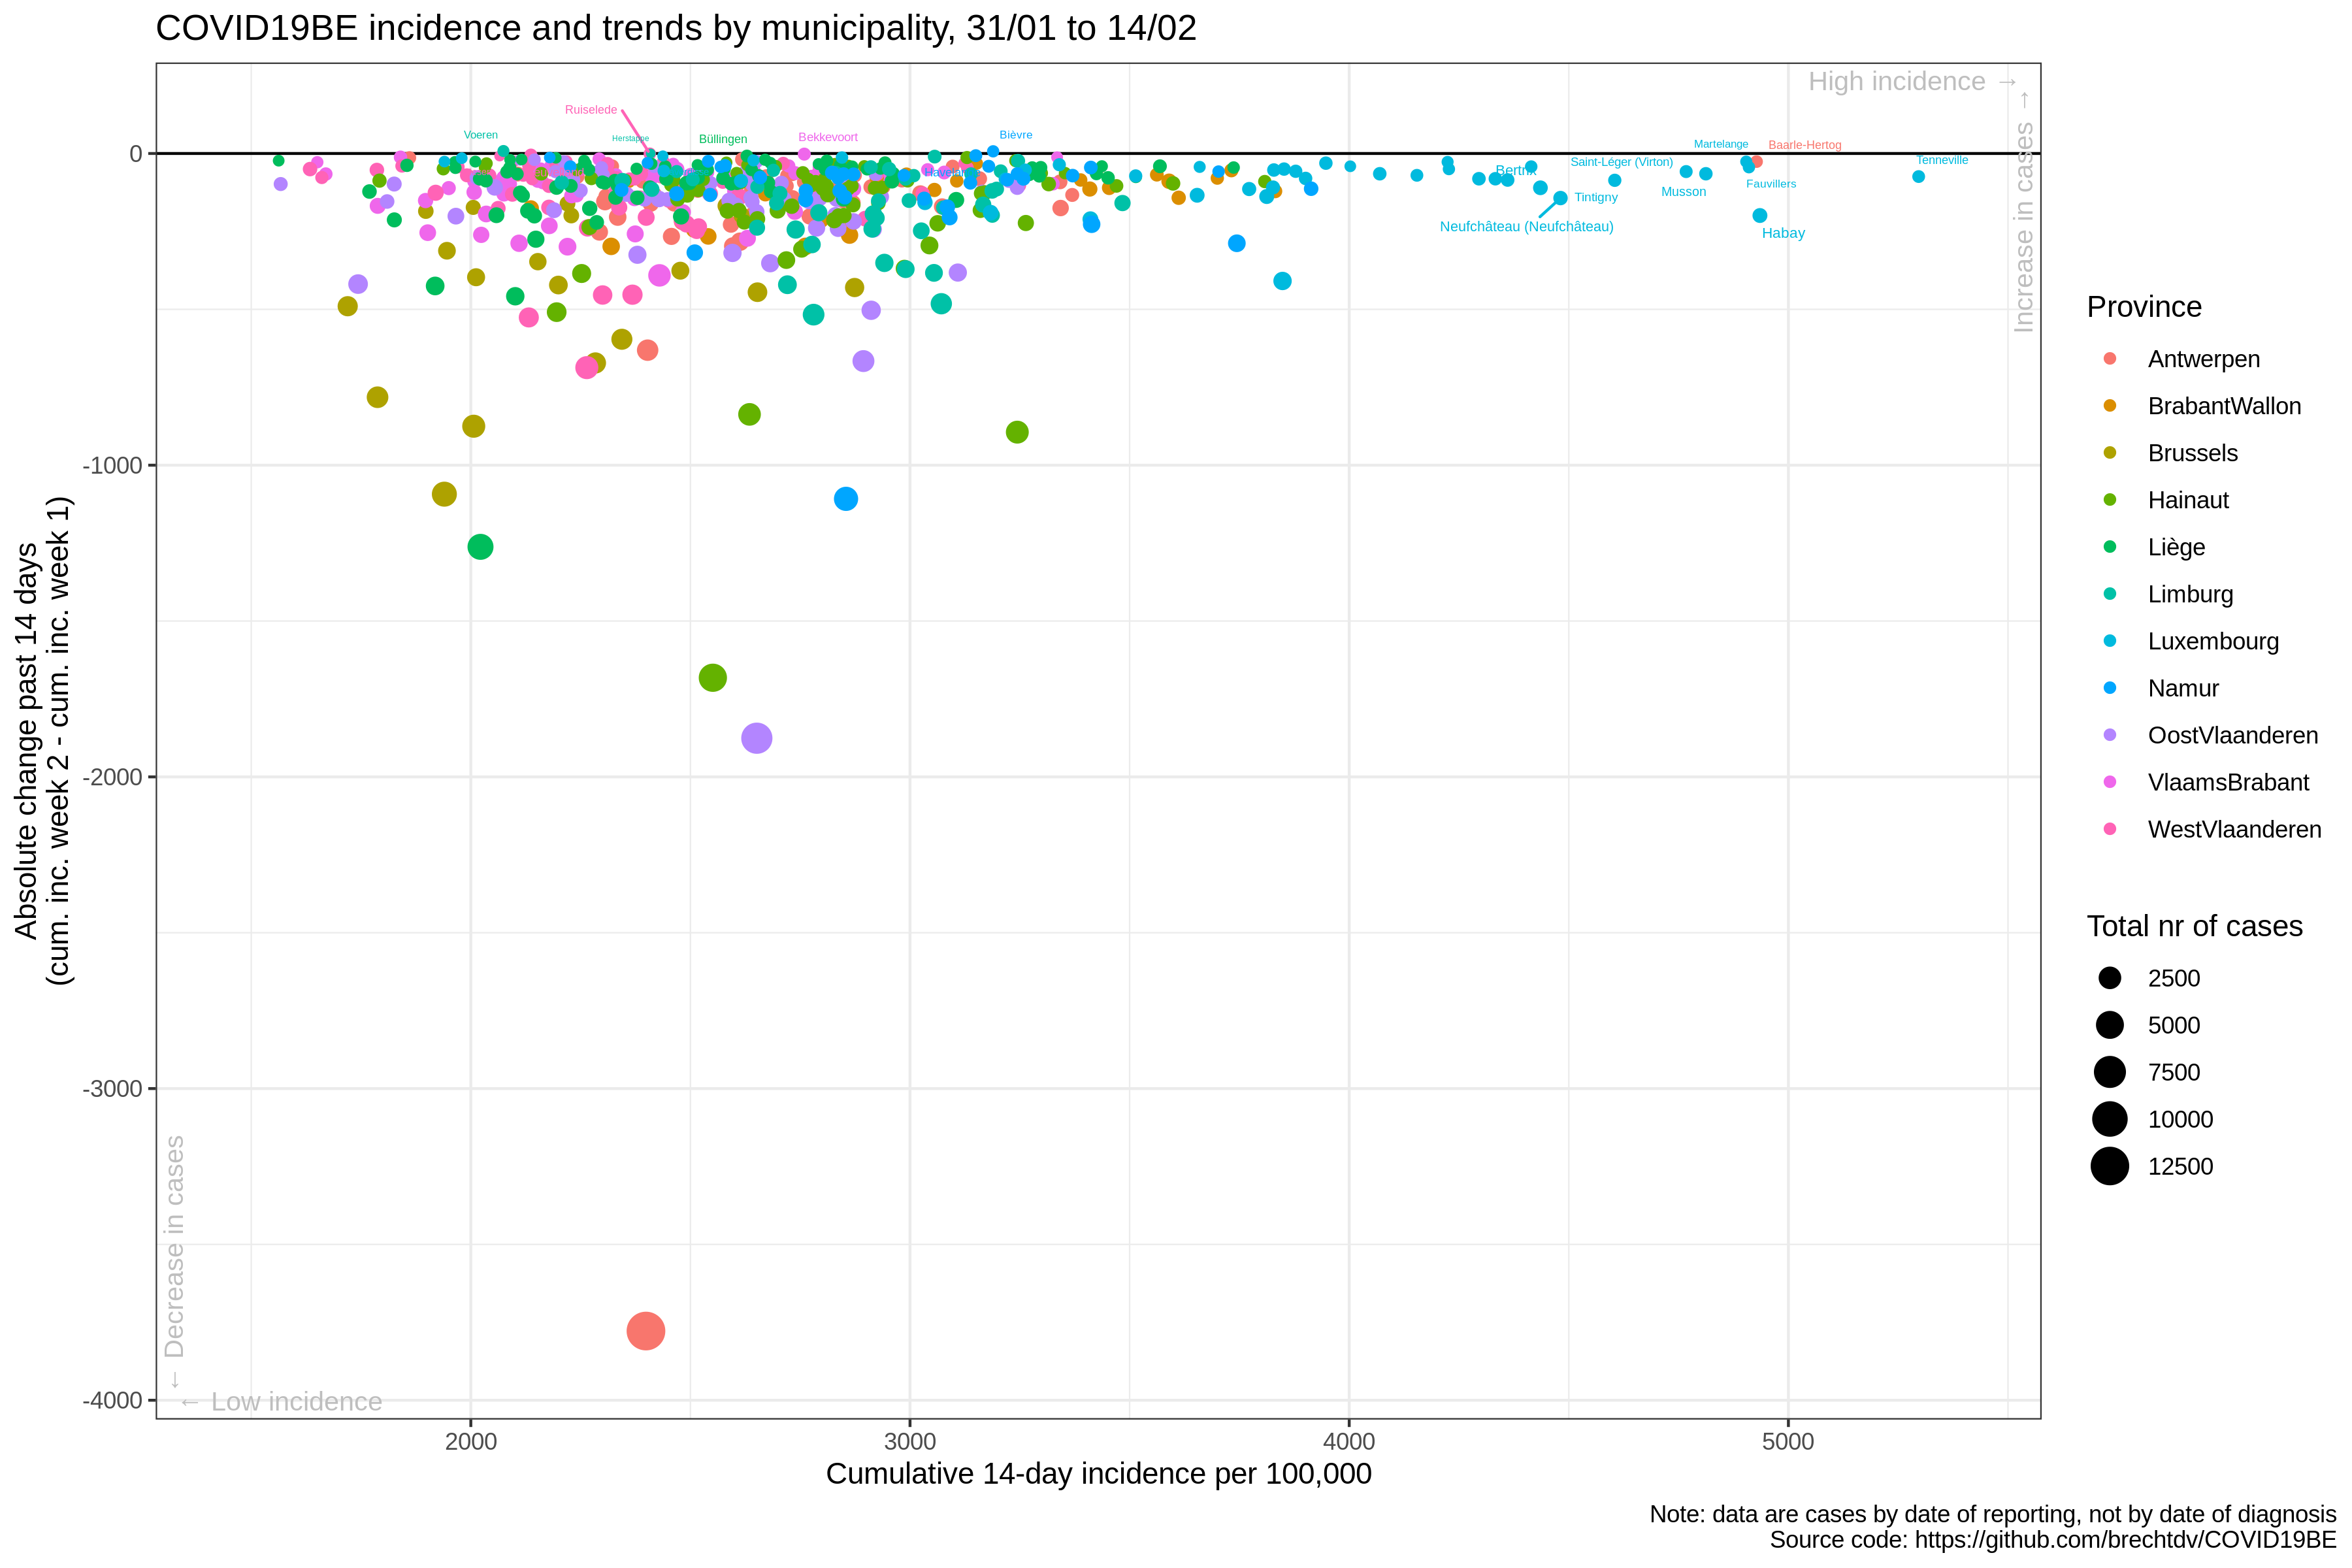 COVID19BE incidence and trends by municipality, 31/01 to 14/02
High incidence →
Increase in cases →
Ruiselede
Voeren
Herstappe
Büllingen
Bekkevoort
Bièvre
Martelange
Baarle-Hertog
Saint-Léger (Virton)
Tenneville
Bertrix
Fauvillers
Musson
Tintigny
Neufchâteau (Neufchâteau)
Habay
0
-1000
-2000
-3000
-4000
Absolute change past 14 days
(cum. inc. week 2 - cum. inc. week 1)
← Decrease in cases
← Low incidence
2000
3000
4000
5000
Cumulative 14-day incidence per 100,000
Province
Antwerpen
BrabantWallon
Brussels
Hainaut
Liège
Limburg
Luxembourg
Namur
OostVlaanderen
VlaamsBrabant
WestVlaanderen
Total nr of cases
2500
5000
7500
10000
12500
Note: data are cases by date of reporting, not by date of diagnosis
Source code: https://github.com/brechtdv/COVID19BE